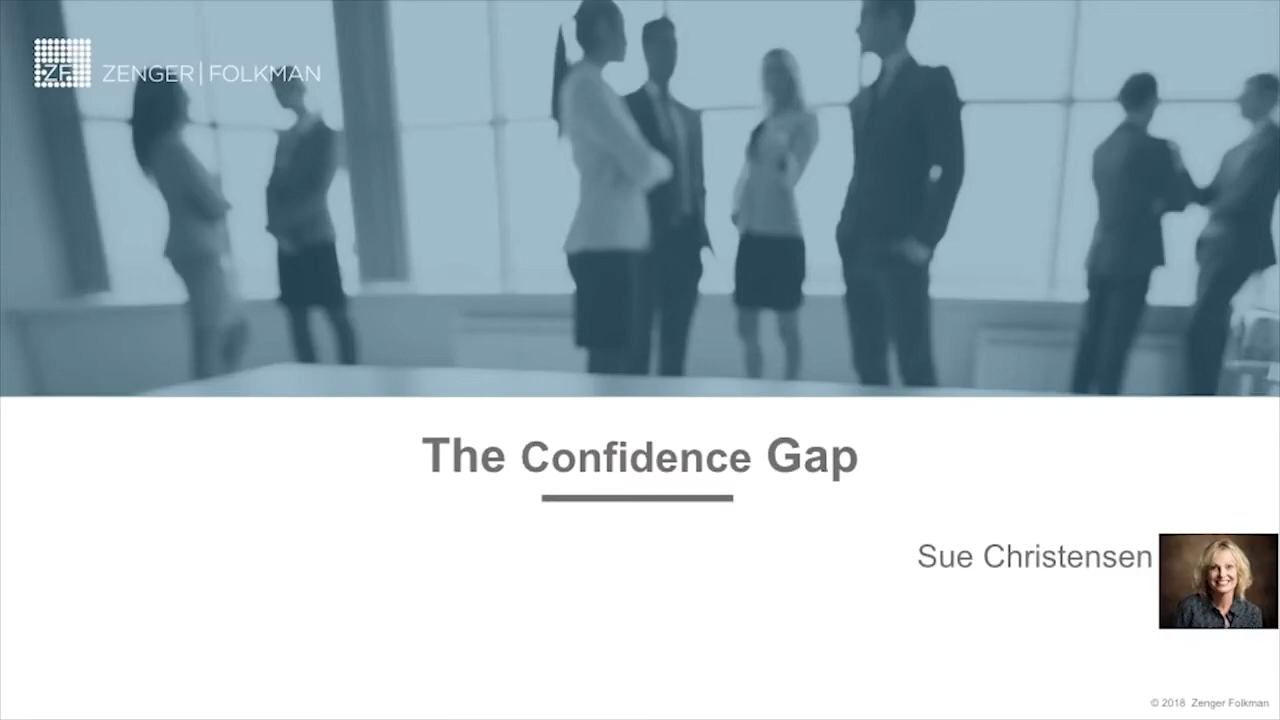 ZF ZENGER|FOLKMAN
The Confidence Gap
Sue Christensen
© 2018 Zenger Folkman